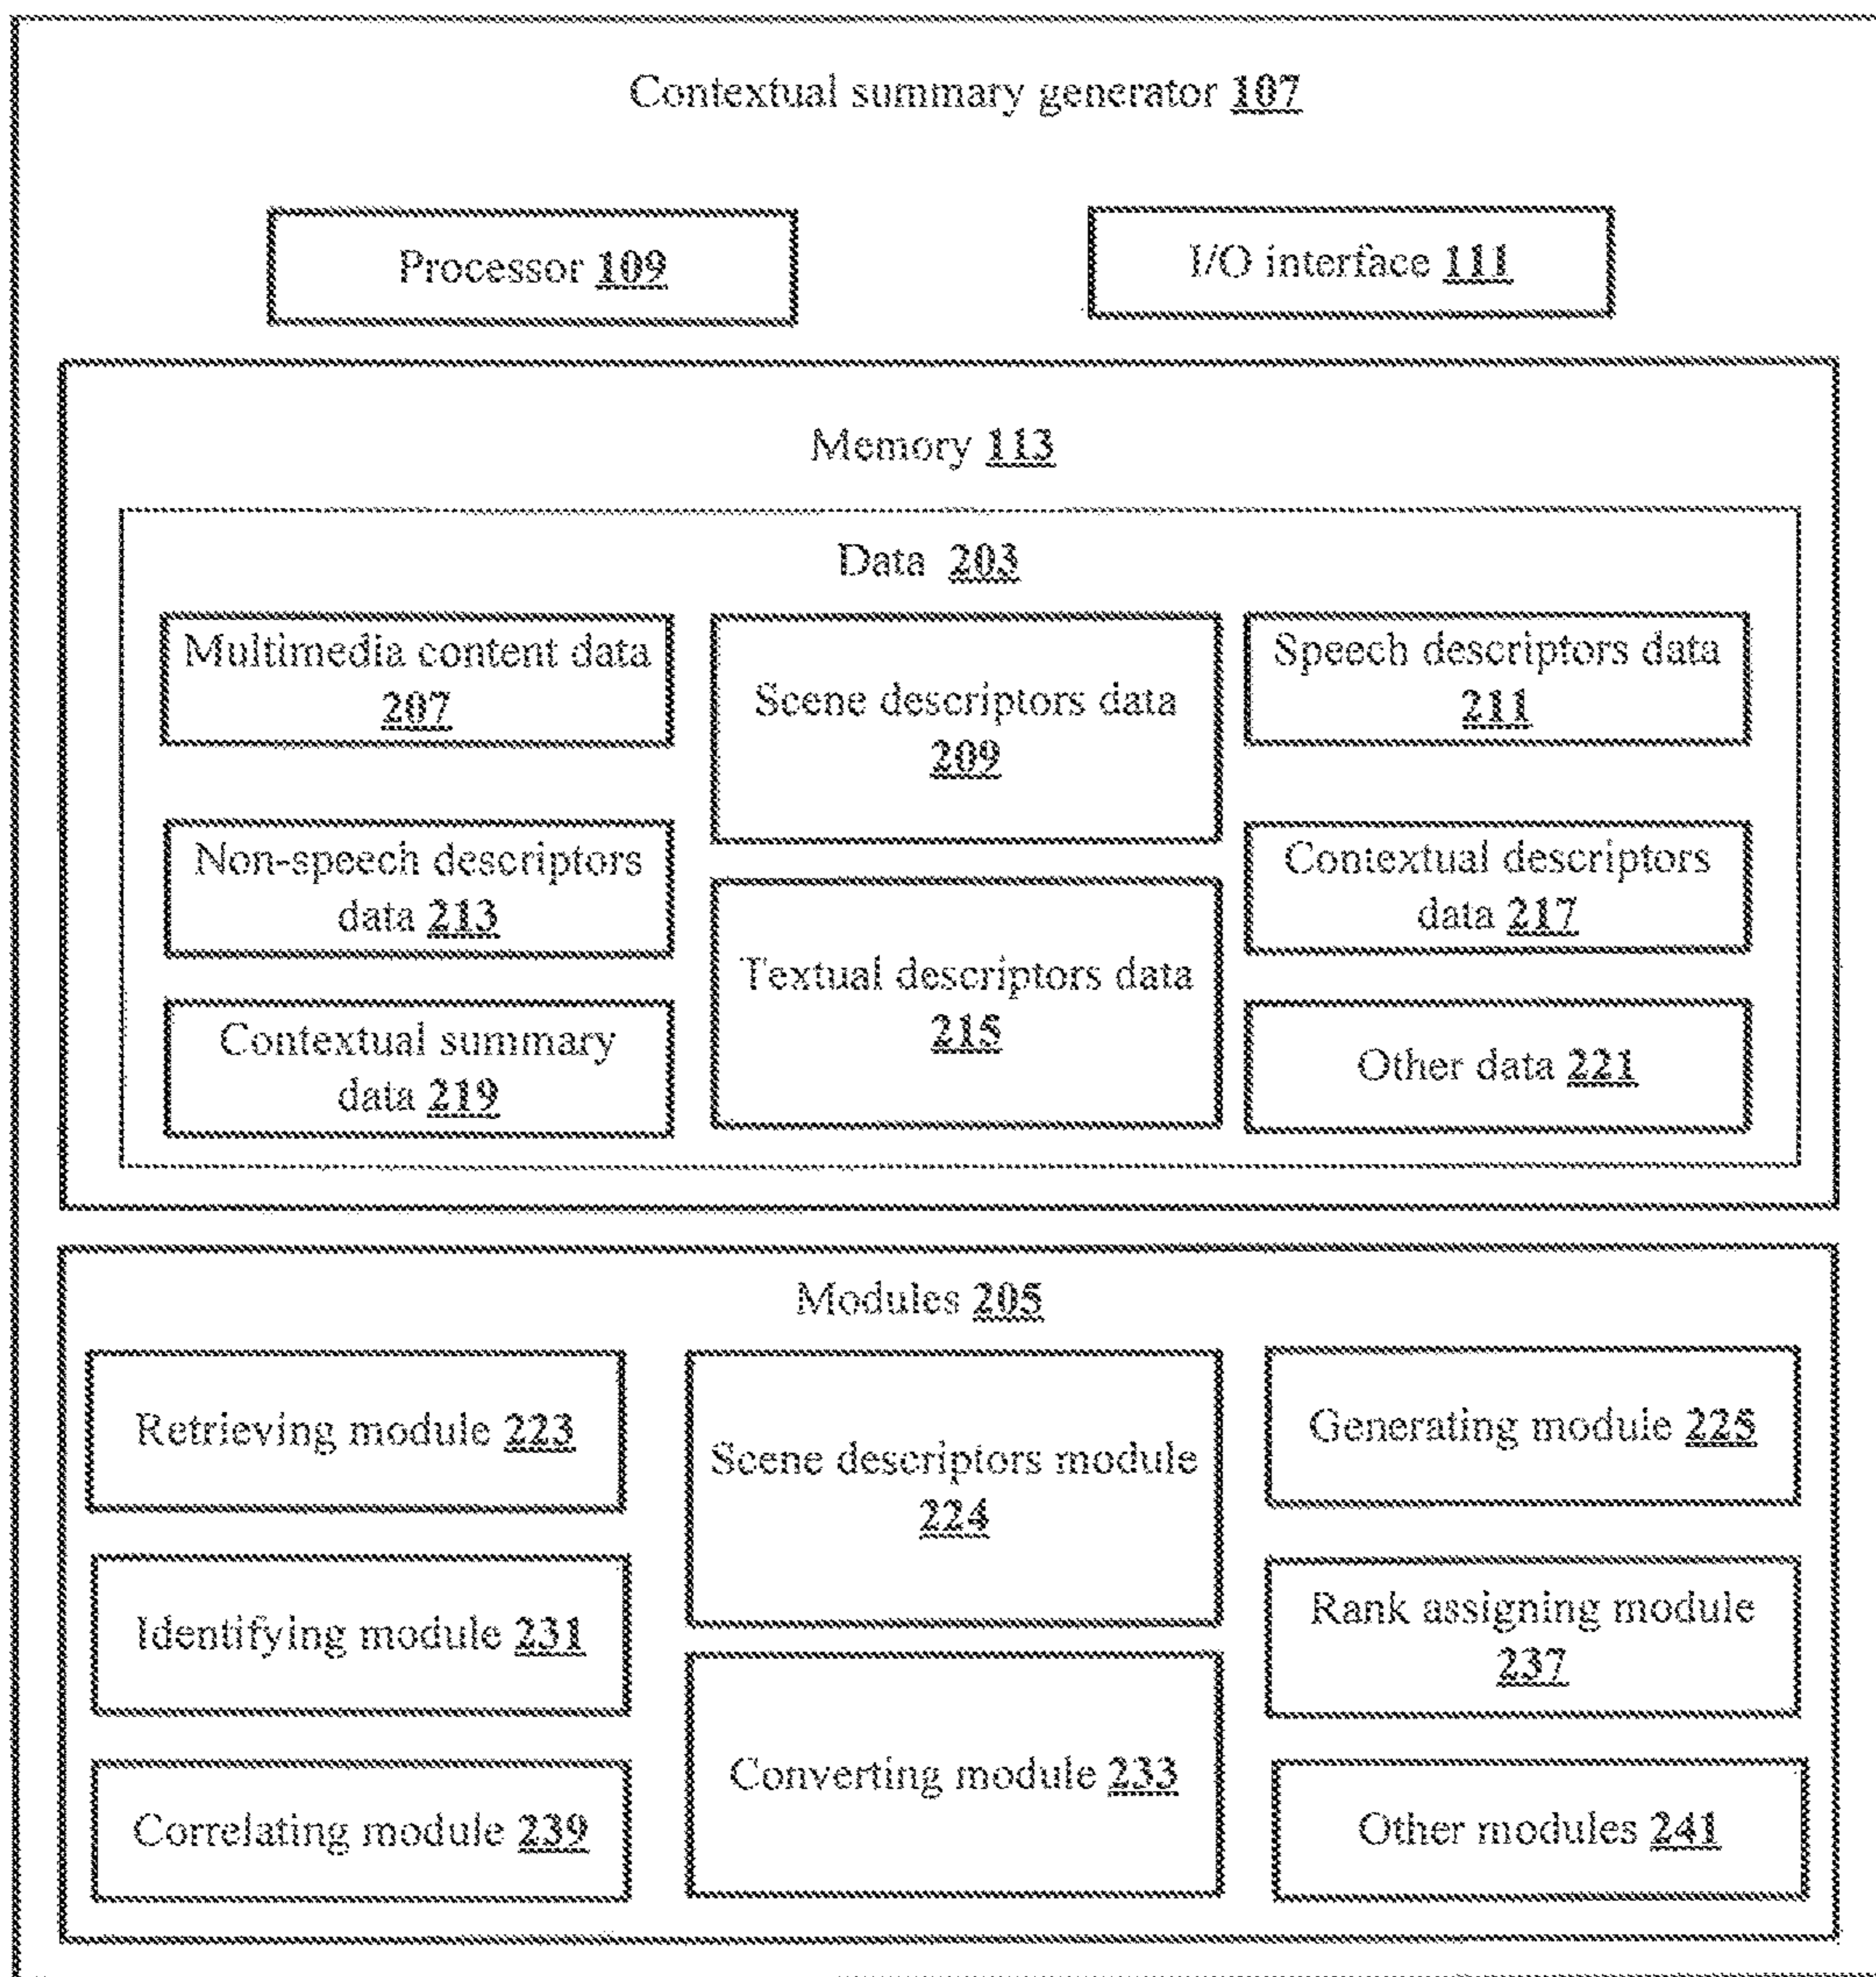 Contextual summary generator 107
Processor 109
I/O interface 111
Memory 113
Data 203
Multimedia content data
207
Scene descriptors data
209
Speech descriptors data
211
Non-speech descriptors
data 213
Textual descriptors data
215
Contextual descriptors
data 217
Contextual summary
data 219
Other data 221
Modules 205
Retrieving module 223
Scene descriptors module
224
Generating module 225
Identifying module 231
Converting module 233
Rank assigning module
237
Correlating module 239
Other modules 241